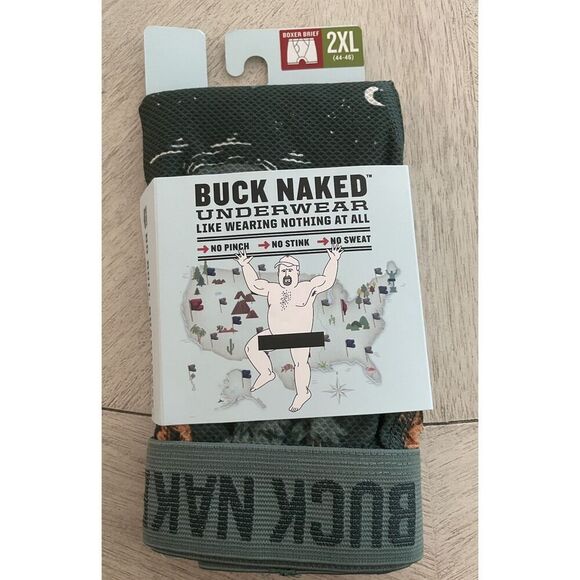 BOXER BRIEF
2XL
(44-46)
BUCK NAKED™
UNDERWEAR
LIKE WEARING NOTHING AT ALL
→ NO PINCH → NO STINK → NO SWEAT
BUCK NAK